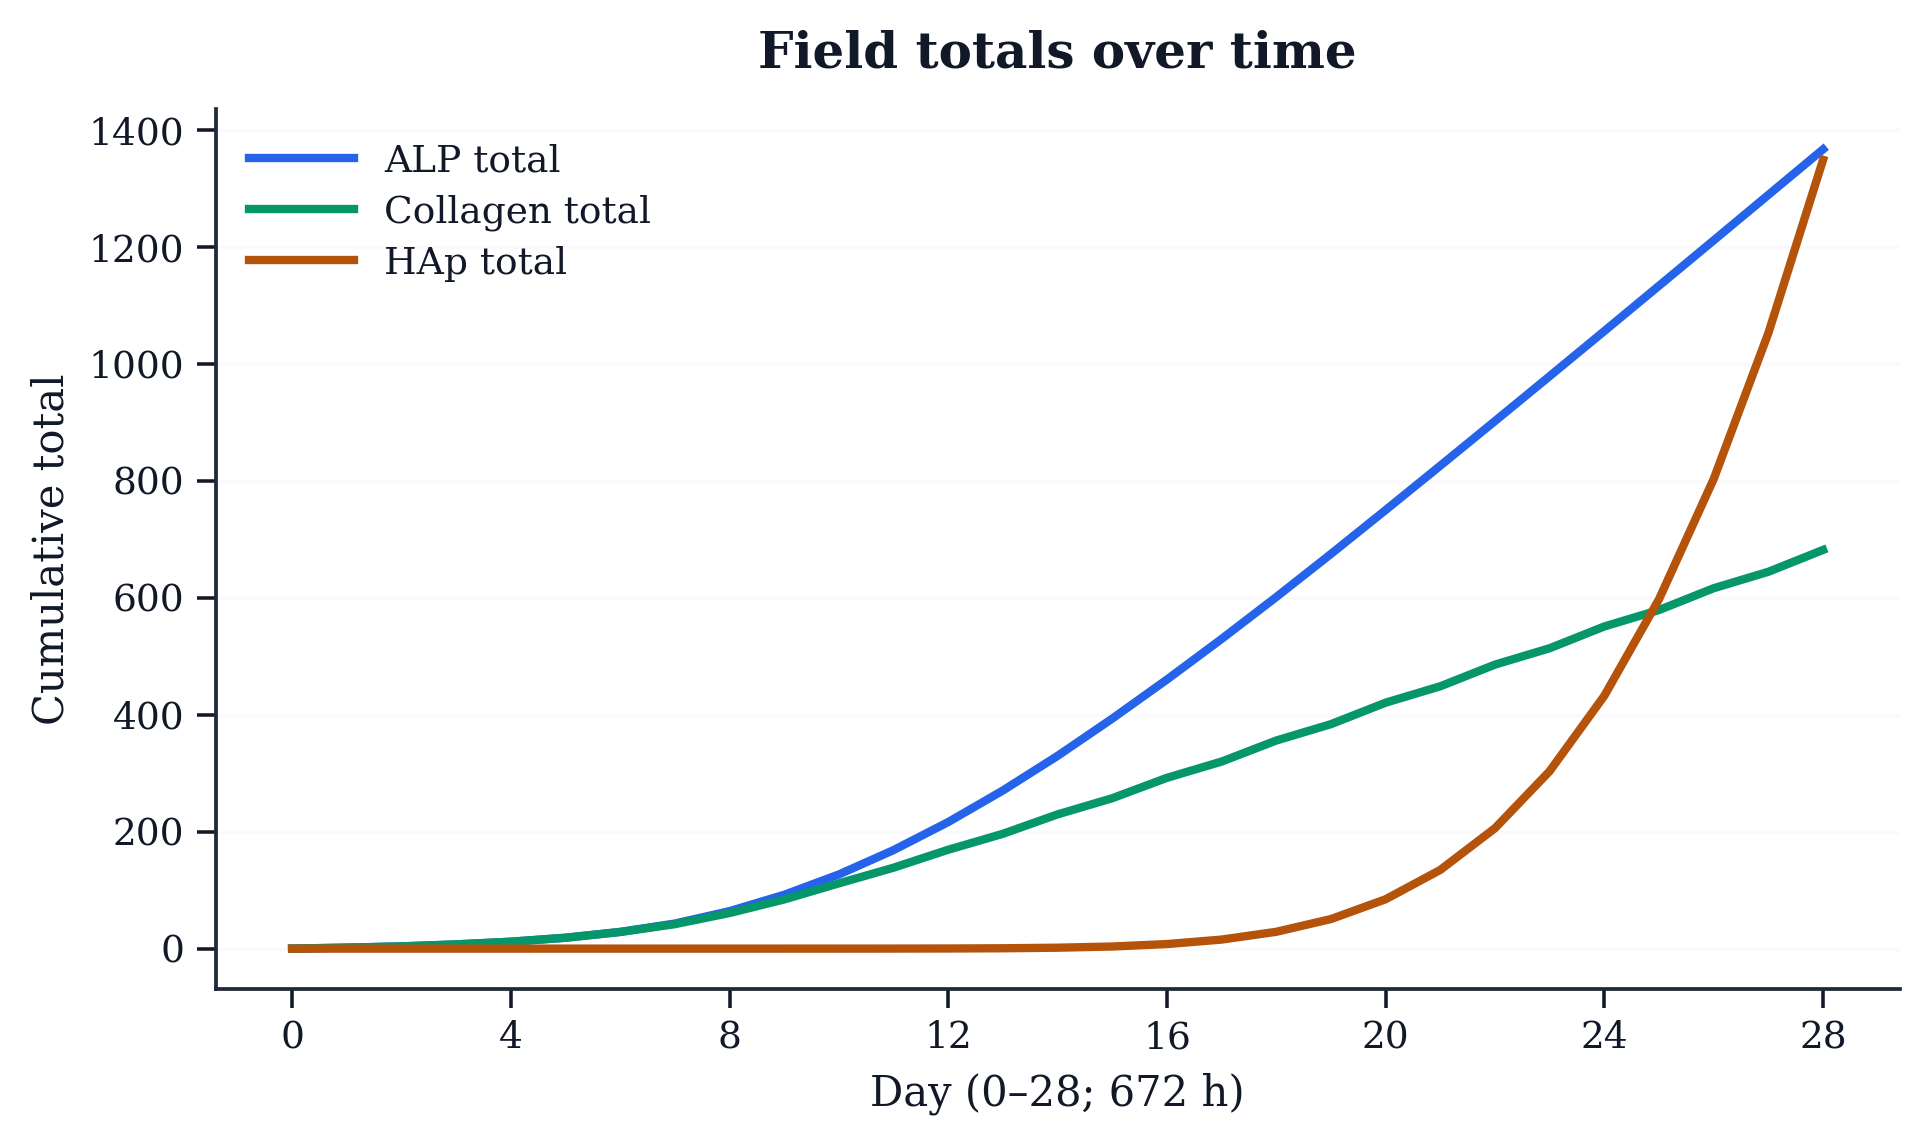 Field totals over time
ALP total
Collagen total
HAp total
Cumulative total
1400
1200
1000
800
600
400
200
0
0 4 8 12 16 20 24 28
Day (0–28; 672 h)